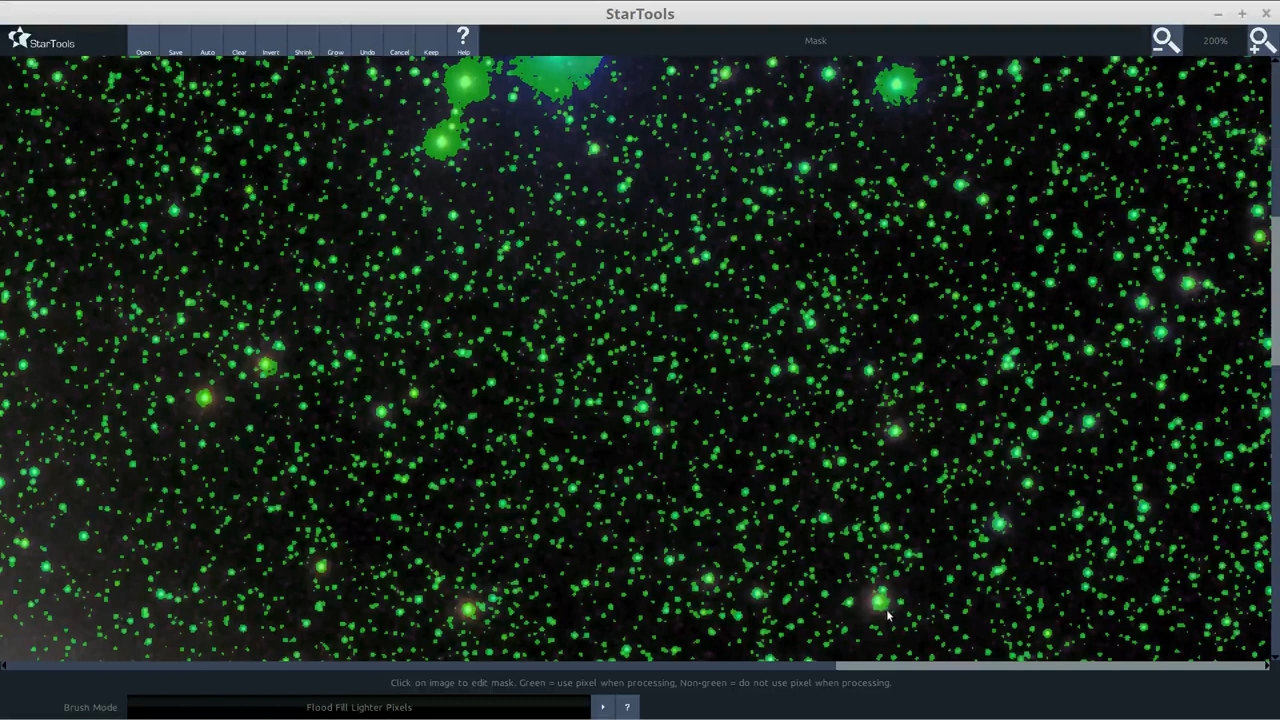 StarTools
StarTools
Open Save Auto Clear Invert Shrink Grow Undo Cancel Keep Help
Mask
200%
Click on image to edit mask. Green = use pixel when processing, Non-green = do not use pixel when processing.
Brush Mode
Flood Fill Lighter Pixels
?